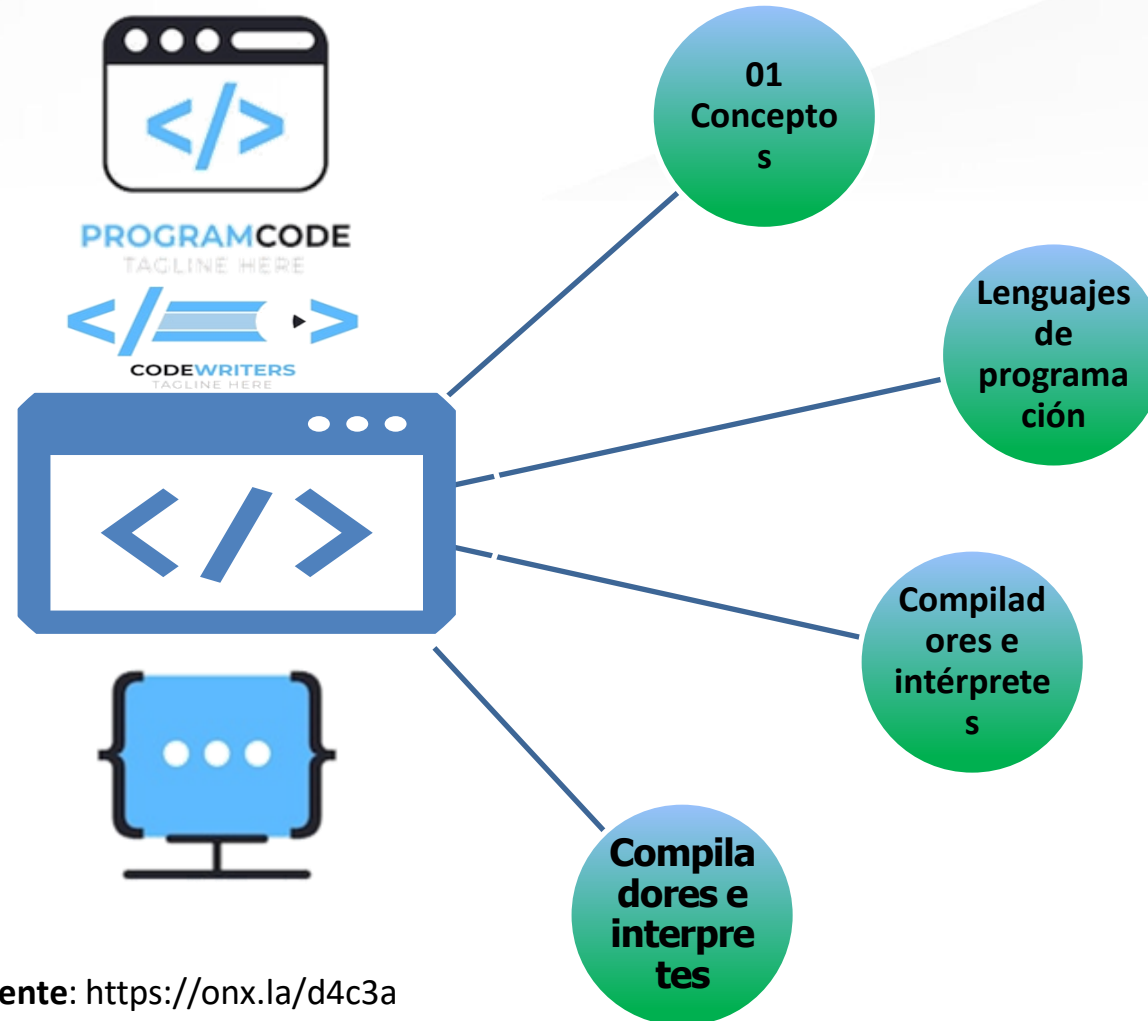 </>
PROGRAMCODE
TAGLINE HERE
</ >
CODEWRITERS
TAGLINE HERE
</>
01
Concepto
s
Lenguajes
de
programa
ción
Compilad
ores e
intérprete
s
Compila
dores e
interpre
tes
ente: https://onx.la/d4c3a